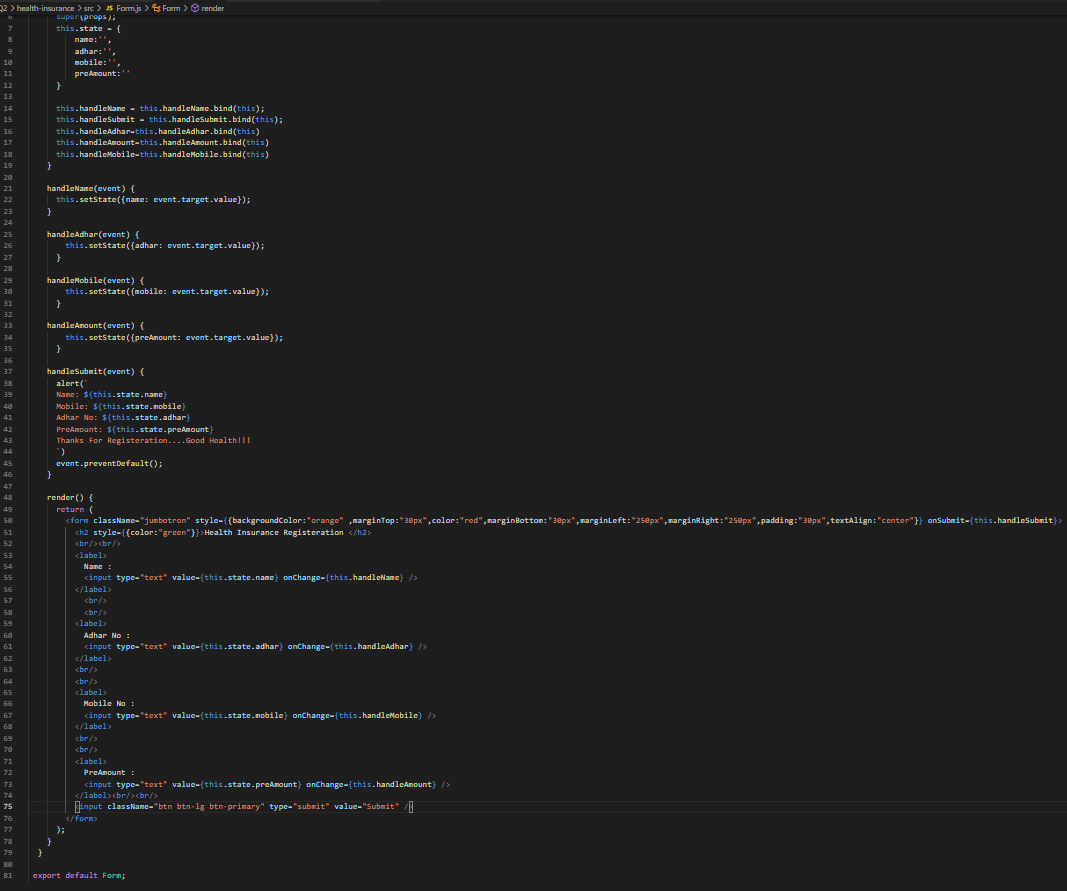 Q2 > health-insurance > src > JS Form.js > Form > render
6 super(props);
7 this.state = {
8 name:'',
9 adhar:'',
10 mobile:'',
11 preAmount:''
12 }
13
14 this.handleName = this.handleName.bind(this);
15 this.handleSubmit = this.handleSubmit.bind(this);
16 this.handleAdhar=this.handleAdhar.bind(this)
17 this.handleAmount=this.handleAmount.bind(this)
18 this.handleMobile=this.handleMobile.bind(this)
19 }
20
21 handleName(event) {
22 this.setState({name: event.target.value});
23 }
24
25 handleAdhar(event) {
26 this.setState({adhar: event.target.value});
27 }
28
29 handleMobile(event) {
30 this.setState({mobile: event.target.value});
31 }
32
33 handleAmount(event) {
34 this.setState({preAmount: event.target.value});
35 }
36
37 handleSubmit(event) {
38 alert(`
39 Name: ${this.state.name}
40 Mobile: ${this.state.mobile}
41 Adhar No: ${this.state.adhar}
42 PreAmount: ${this.state.preAmount}
43 Thanks For Registeration....Good Health!!!
44 `)
45 event.preventDefault();
46 }
47
48 render() {
49 return (
50 <form className="jumbotron" style={{backgroundColor:"orange" ,marginTop:"30px",color:"red",marginBottom:"30px",marginLeft:"250px",marginRight:"250px",padding:"30px",textAlign:"center"}} onSubmit={this.handleSubmit}>
51 <h2 style={{color:"green"}}>Health Insurance Registeration </h2>
52 <br/><br/>
53 <label>
54 Name :
55 <input type="text" value={this.state.name} onChange={this.handleName} />
56 </label>
57 <br/>
58 <br/>
59 <label>
60 Adhar No :
61 <input type="text" value={this.state.adhar} onChange={this.handleAdhar} />
62 </label>
63 <br/>
64 <br/>
65 <label>
66 Mobile No :
67 <input type="text" value={this.state.mobile} onChange={this.handleMobile} />
68 </label>
69 <br/>
70 <br/>
71 <label>
72 PreAmount :
73 <input type="text" value={this.state.preAmount} onChange={this.handleAmount} />
74 </label><br/><br/>
75 <input className="btn btn-lg btn-primary" type="submit" value="Submit" />
76 </form>
77 );
78 }
79 }
80
81 export default Form;